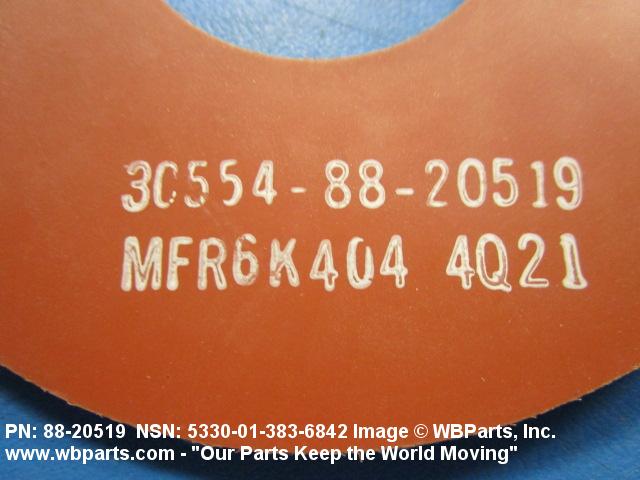 3C554-88-20519
MFR6K404 4Q21
PN: 88-20519 NSN: 5330-01-383-6842 Image © WBParts, Inc.
www.wbparts.com - "Our Parts Keep the World Moving"